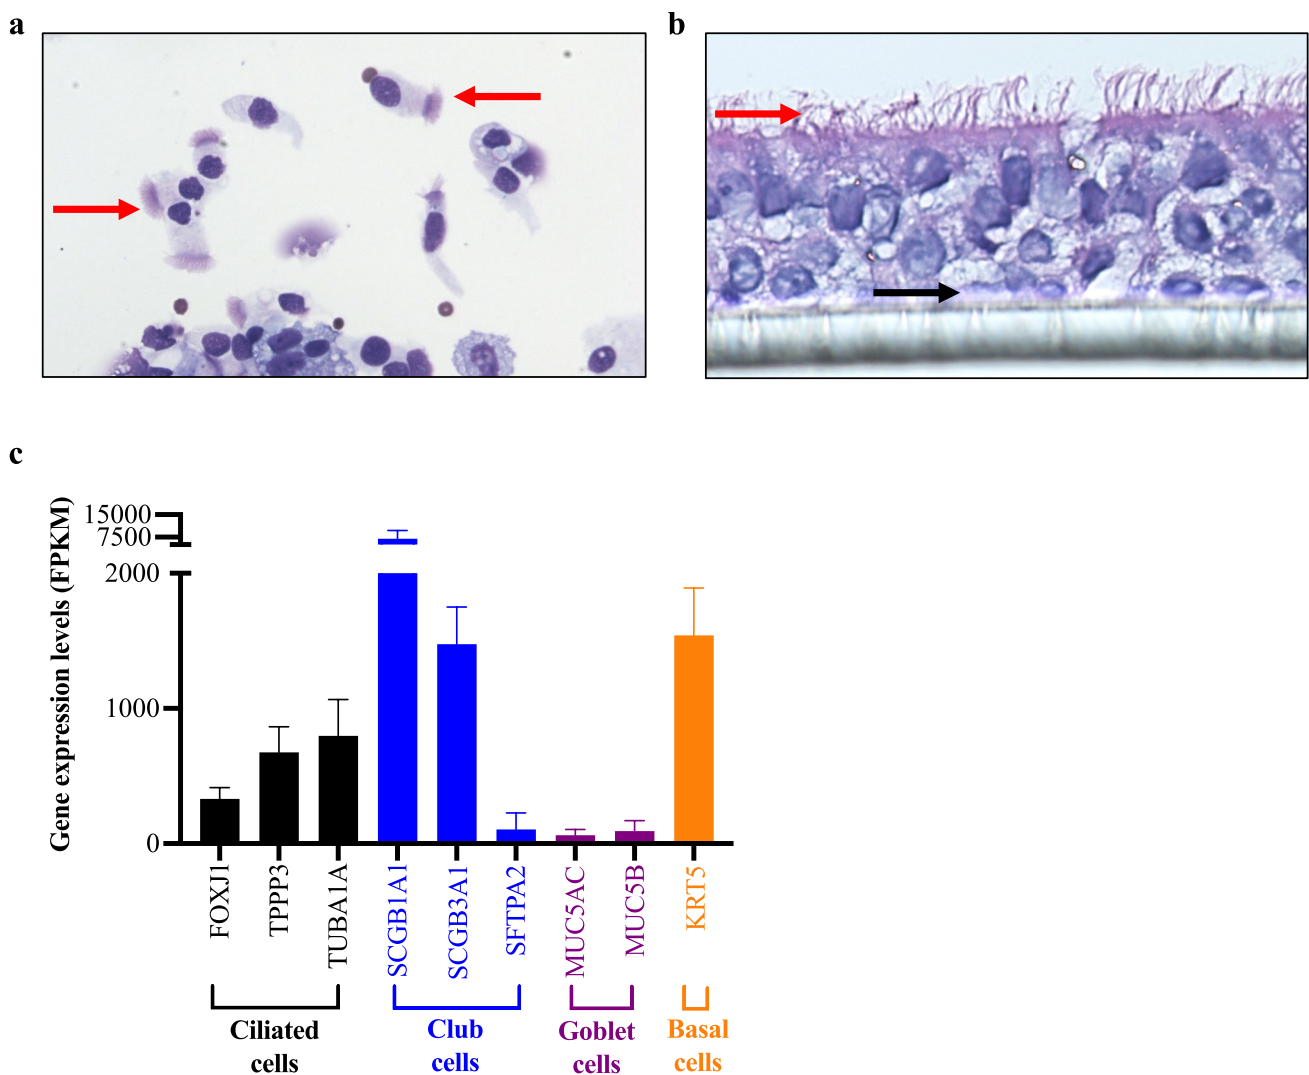 a
b
c
Gene expression levels (FPKM)
15000
7500
2000
1000
0
FOXJ1
TPPP3
TUBA1A
SCGB1A1
SCGB3A1
SFTPA2
MUC5AC
MUC5B
KRT5
Ciliated
cells
Club
cells
Goblet
cells
Basal
cells